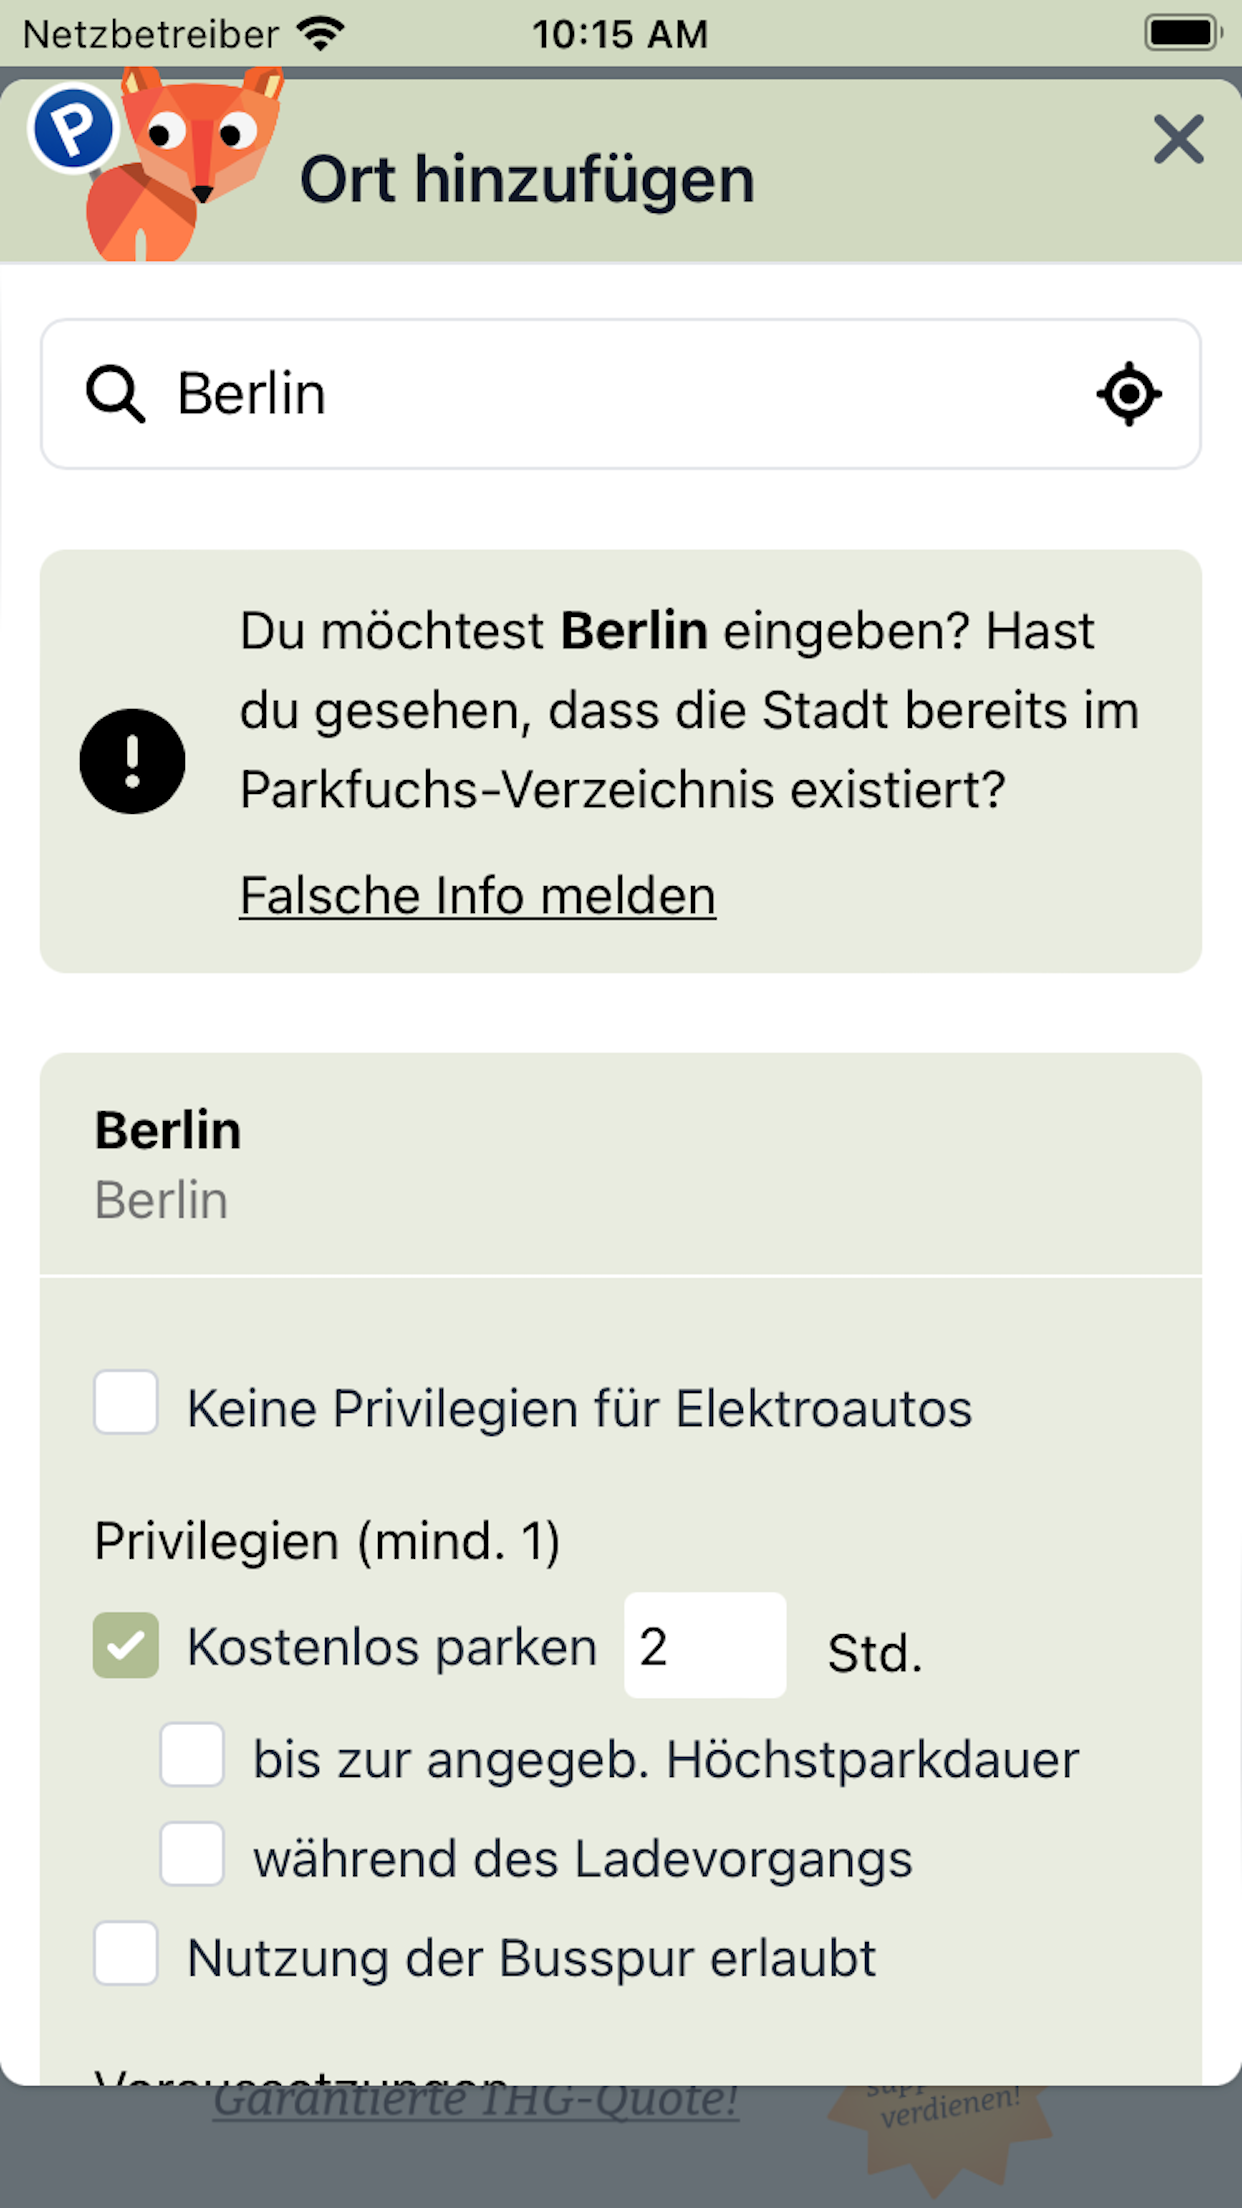 Netzbetreiber 10:15 AM
P
Ort hinzufügen
Berlin
Du möchtest Berlin eingeben? Hast
du gesehen, dass die Stadt bereits im
Parkfuchs-Verzeichnis existiert?
Falsche Info melden
Berlin
Berlin
Keine Privilegien für Elektroautos
Privilegien (mind. 1)
Kostenlos parken 2 Std.
bis zur angegeb. Höchstparkdauer
während des Ladevorgangs
Nutzung der Busspur erlaubt
Voraussetzungen
Garantierte THG-Quote!
verdienen!